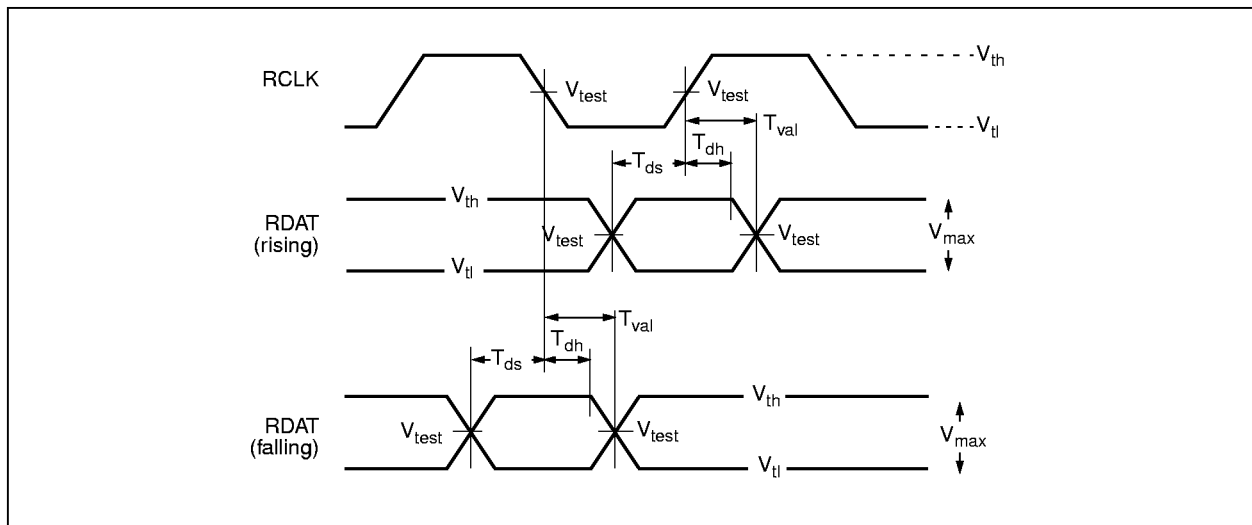 RCLK
V_test
V_test
V_th
V_tl
T_val
T_ds
T_dh
RDAT
(rising)
V_th
V_tl
V_test
V_test
V_max
T_val
T_ds
T_dh
RDAT
(falling)
V_test
V_test
V_th
V_tl
V_max